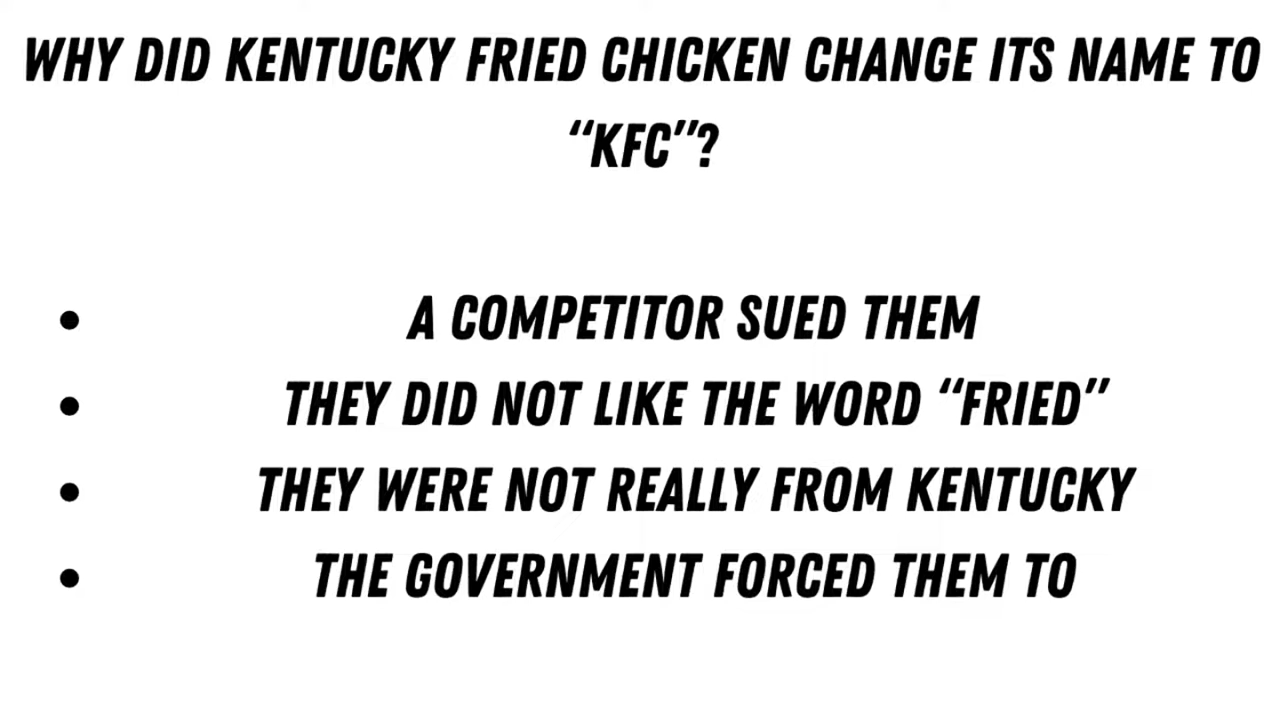 WHY DID KENTUCKY FRIED CHICKEN CHANGE ITS NAME TO
“KFC”?
• A COMPETITOR SUED THEM
• THEY DID NOT LIKE THE WORD “FRIED”
• THEY WERE NOT REALLY FROM KENTUCKY
• THE GOVERNMENT FORCED THEM TO